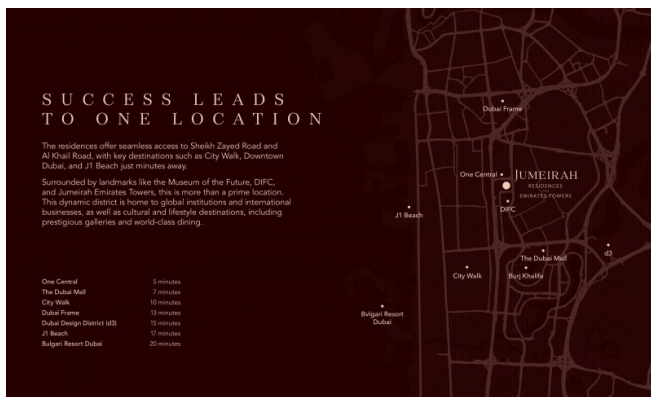 SUCCESS LEADS
TO ONE LOCATION
The residences offer seamless access to Sheikh Zayed Road and
Al Khail Road, with key destinations such as City Walk, Downtown
Dubai, and J1 Beach just minutes away.
Surrounded by landmarks like the Museum of the Future, DIFC,
and Jumeirah Emirates Towers, this is more than a prime location.
This dynamic district is home to global institutions and international
businesses, as well as cultural and lifestyle destinations, including
prestigious galleries and world-class dining.
One Central 5 minutes
The Dubai Mall 7 minutes
City Walk 10 minutes
Dubai Frame 13 minutes
Dubai Design District (d3) 15 minutes
J1 Beach 17 minutes
Bulgari Resort Dubai 20 minutes
Dubai Frame
One Central
JUMEIRAH
RESIDENCES
EMIRATES TOWERS
DIFC
J1 Beach
d3
The Dubai Mall
City Walk
Burj Khalifa
Bvlgari Resort
Dubai